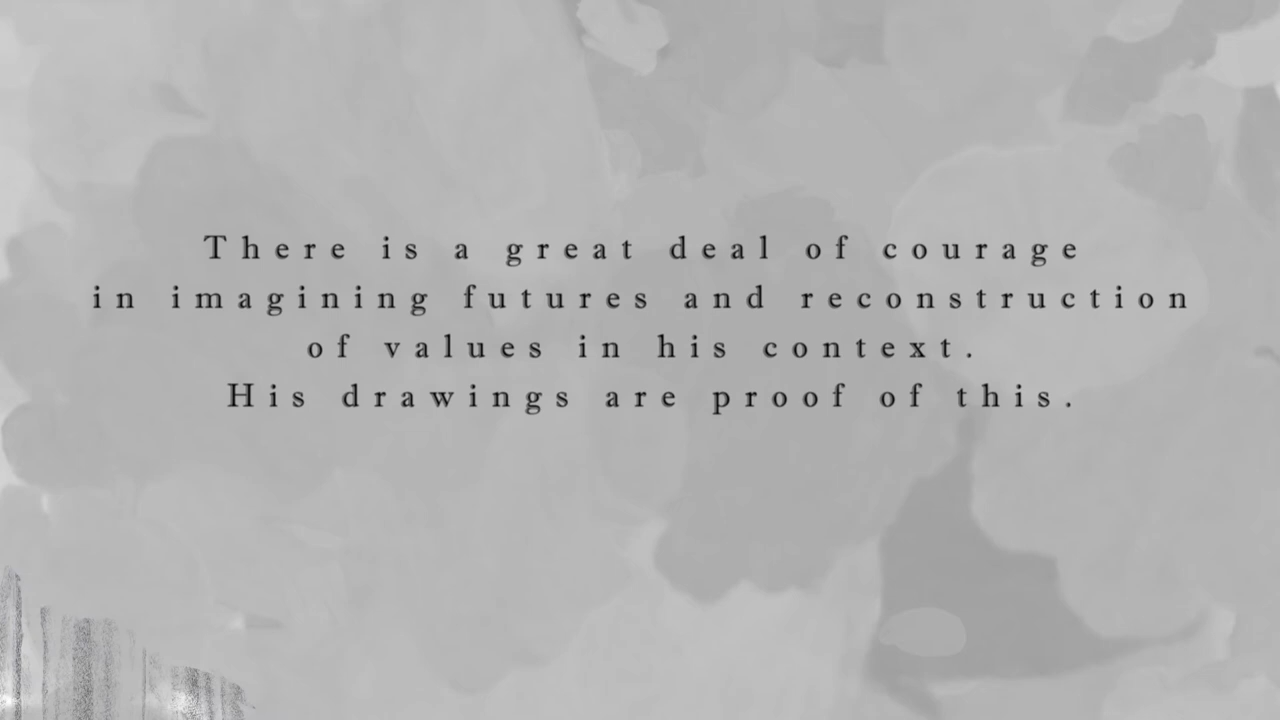 There is a great deal of courage
in imagining futures and reconstruction
of values in his context.
His drawings are proof of this.